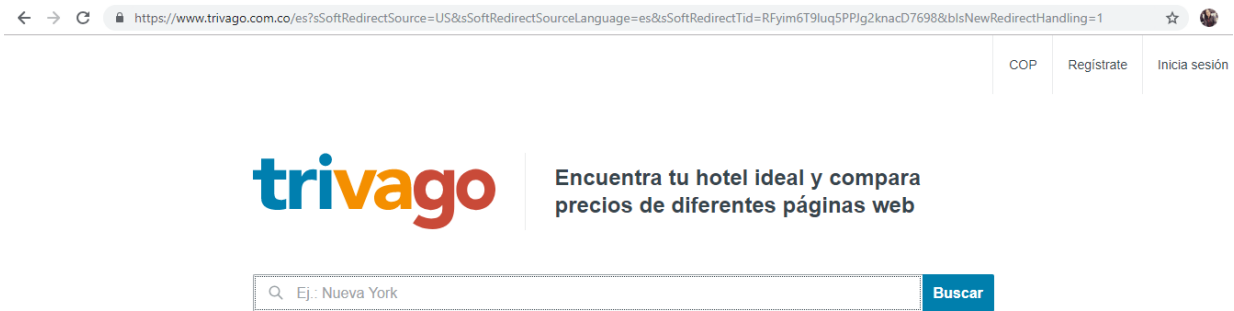 https://www.trivago.com.co/es?sSoftRedirectSource=US&sSoftRedirectSourceLanguage=es&sSoftRedirectTid=RFyim6T9luq5PPJg2knacD7698&bIsNewRedirectHandling=1
COP Regístrate Inicia sesión
trivago
Encuentra tu hotel ideal y compara
precios de diferentes páginas web
Ej.: Nueva York Buscar